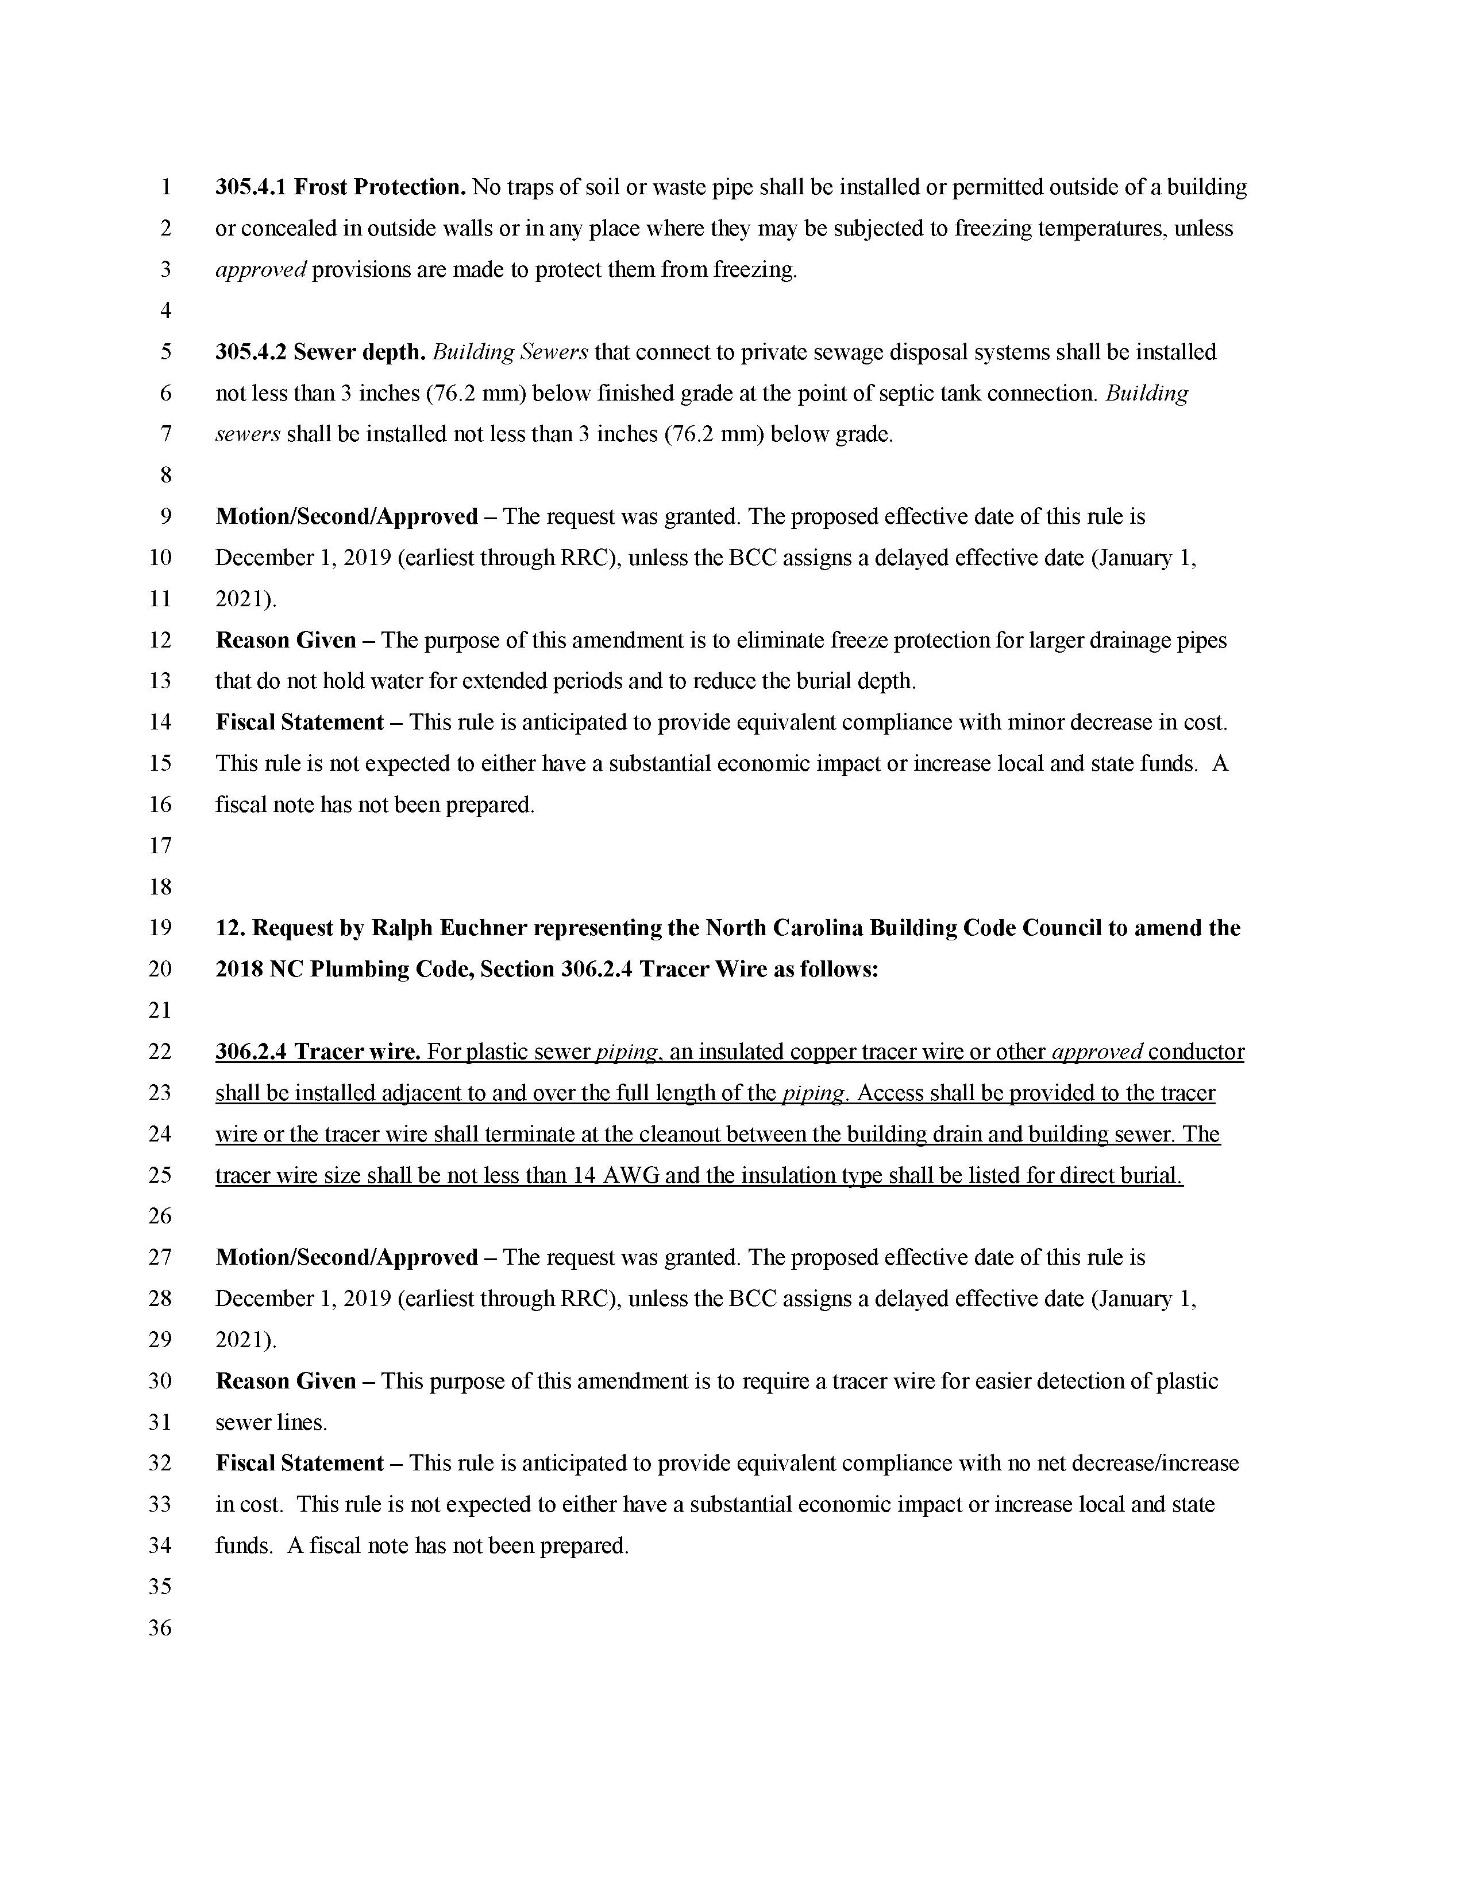 1 305.4.1 Frost Protection. No traps of soil or waste pipe shall be installed or permitted outside of a building
2 or concealed in outside walls or in any place where they may be subjected to freezing temperatures, unless
3 approved provisions are made to protect them from freezing.
4
5 305.4.2 Sewer depth. Building Sewers that connect to private sewage disposal systems shall be installed
6 not less than 3 inches (76.2 mm) below finished grade at the point of septic tank connection. Building
7 sewers shall be installed not less than 3 inches (76.2 mm) below grade.
8
9 Motion/Second/Approved – The request was granted. The proposed effective date of this rule is
10 December 1, 2019 (earliest through RRC), unless the BCC assigns a delayed effective date (January 1,
11 2021).
12 Reason Given – The purpose of this amendment is to eliminate freeze protection for larger drainage pipes
13 that do not hold water for extended periods and to reduce the burial depth.
14 Fiscal Statement – This rule is anticipated to provide equivalent compliance with minor decrease in cost.
15 This rule is not expected to either have a substantial economic impact or increase local and state funds.  A
16 fiscal note has not been prepared.
17
18
19 12. Request by Ralph Euchner representing the North Carolina Building Code Council to amend the
20 2018 NC Plumbing Code, Section 306.2.4 Tracer Wire as follows:
21
22 306.2.4 Tracer wire. For plastic sewer piping, an insulated copper tracer wire or other approved conductor
23 shall be installed adjacent to and over the full length of the piping. Access shall be provided to the tracer
24 wire or the tracer wire shall terminate at the cleanout between the building drain and building sewer. The
25 tracer wire size shall be not less than 14 AWG and the insulation type shall be listed for direct burial.
26
27 Motion/Second/Approved – The request was granted. The proposed effective date of this rule is
28 December 1, 2019 (earliest through RRC), unless the BCC assigns a delayed effective date (January 1,
29 2021).
30 Reason Given – This purpose of this amendment is to require a tracer wire for easier detection of plastic
31 sewer lines.
32 Fiscal Statement – This rule is anticipated to provide equivalent compliance with no net decrease/increase
33 in cost.  This rule is not expected to either have a substantial economic impact or increase local and state
34 funds.  A fiscal note has not been prepared.
35
36